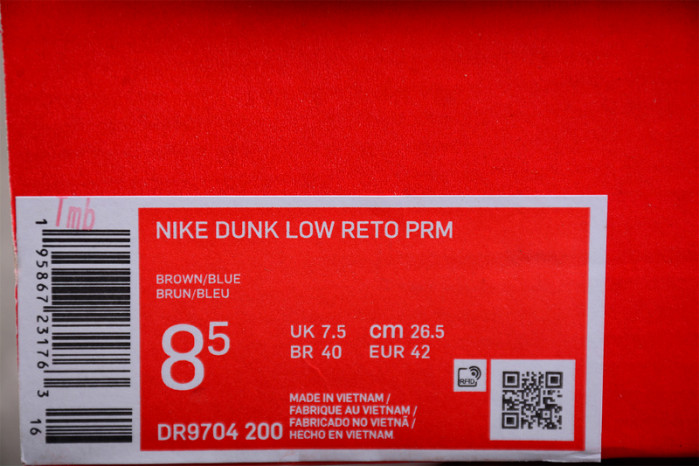 Tmb
1 95867 23176 3
16
NIKE DUNK LOW RETO PRM
BROWN/BLUE
BRUN/BLEU
8⁵
UK 7.5 cm 26.5
BR 40 EUR 42
RFID
MADE IN VIETNAM /
FABRIQUE AU VIETNAM /
FABRICADO NO VIETNÃ /
HECHO EN VIETNAM
DR9704 200